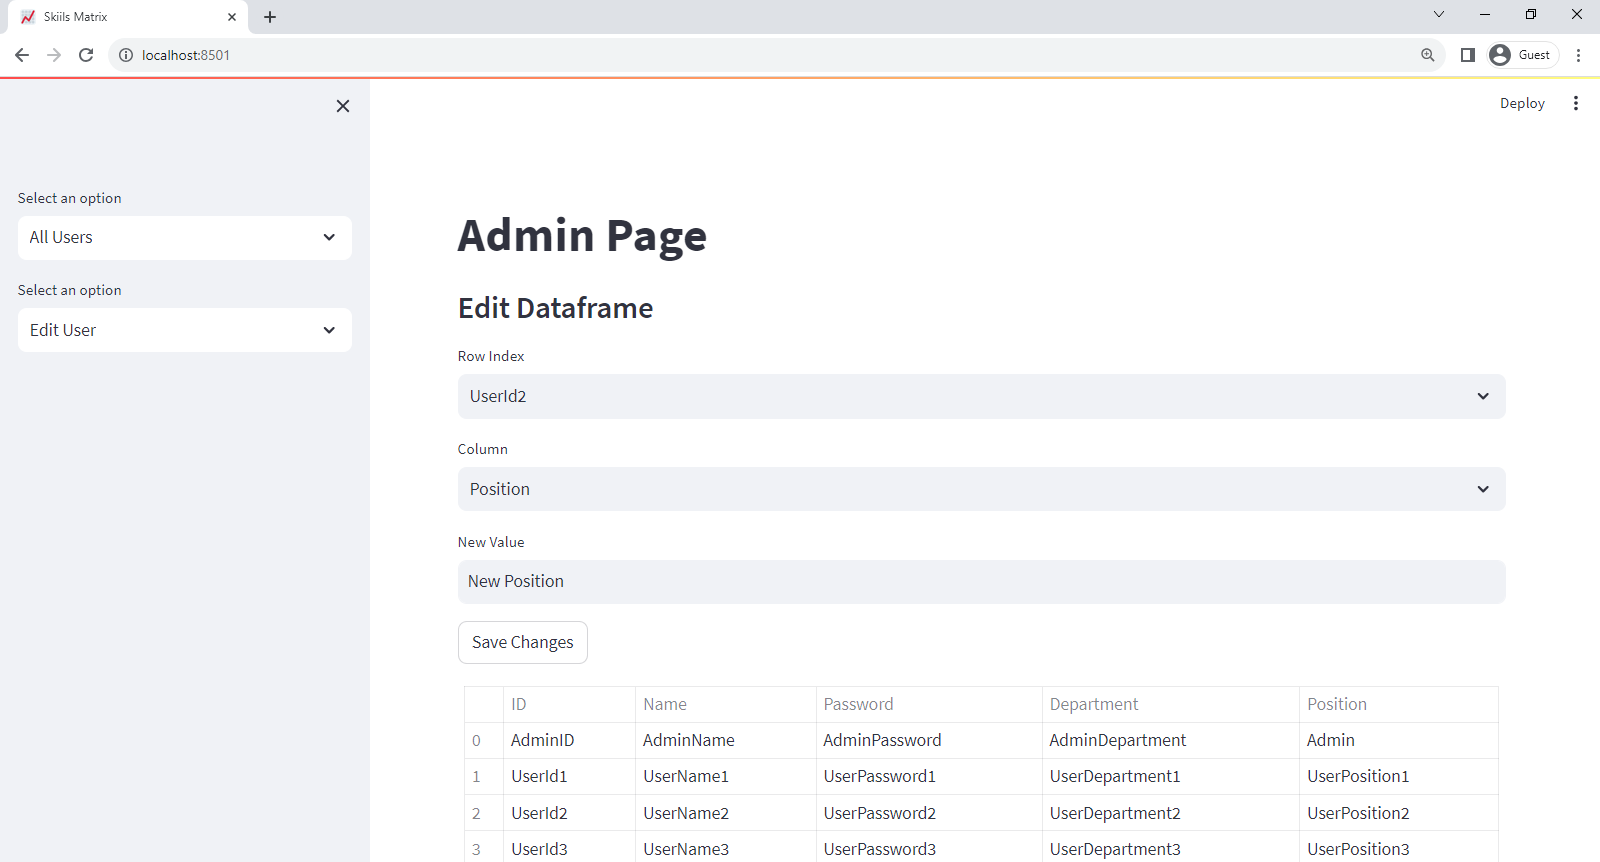 Skiils Matrix
localhost:8501
Guest
Deploy
Select an option
All Users
Select an option
Edit User
Admin Page
Edit Dataframe
Row Index
UserId2
Column
Position
New Value
New Position
Save Changes
ID Name Password Department Position
0 AdminID AdminName AdminPassword AdminDepartment Admin
1 UserId1 UserName1 UserPassword1 UserDepartment1 UserPosition1
2 UserId2 UserName2 UserPassword2 UserDepartment2 UserPosition2
3 UserId3 UserName3 UserPassword3 UserDepartment3 UserPosition3